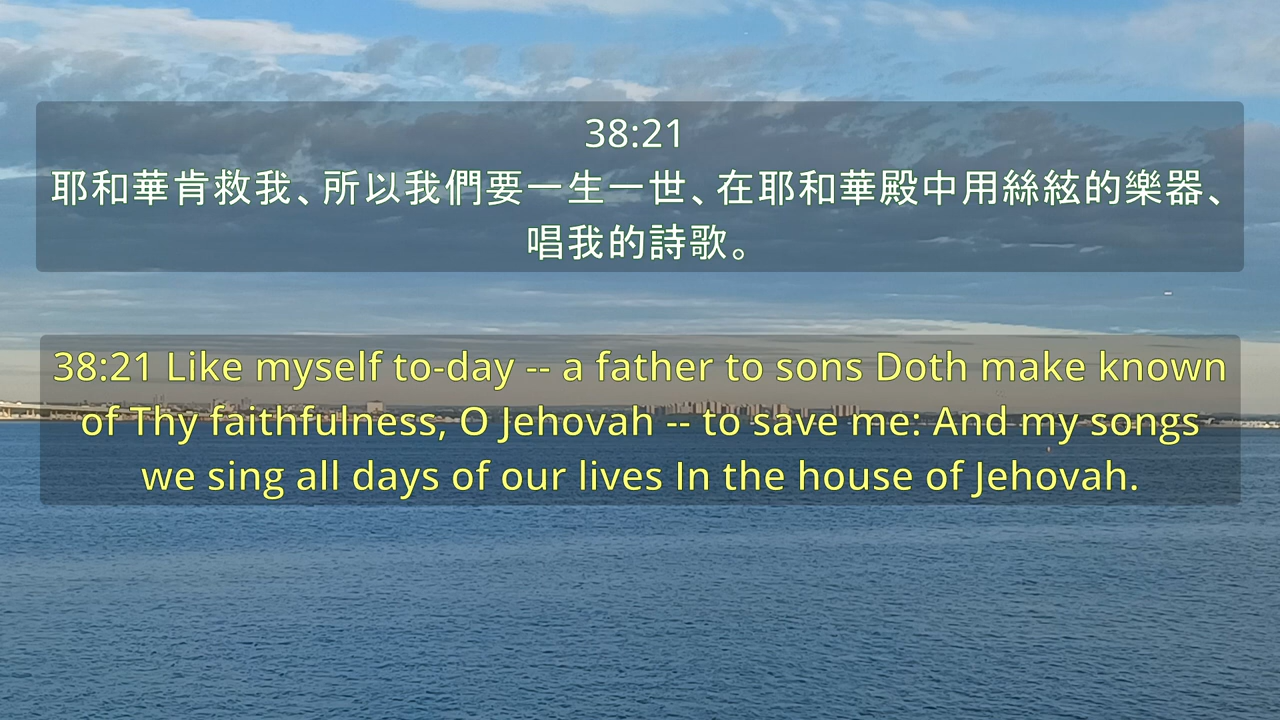 38:21
耶和華肯救我、所以我們要一生一世、在耶和華殿中用絲絃的樂器、
唱我的詩歌。
38:21 Like myself to-day -- a father to sons Doth make known
of Thy faithfulness, O Jehovah -- to save me: And my songs
we sing all days of our lives In the house of Jehovah.